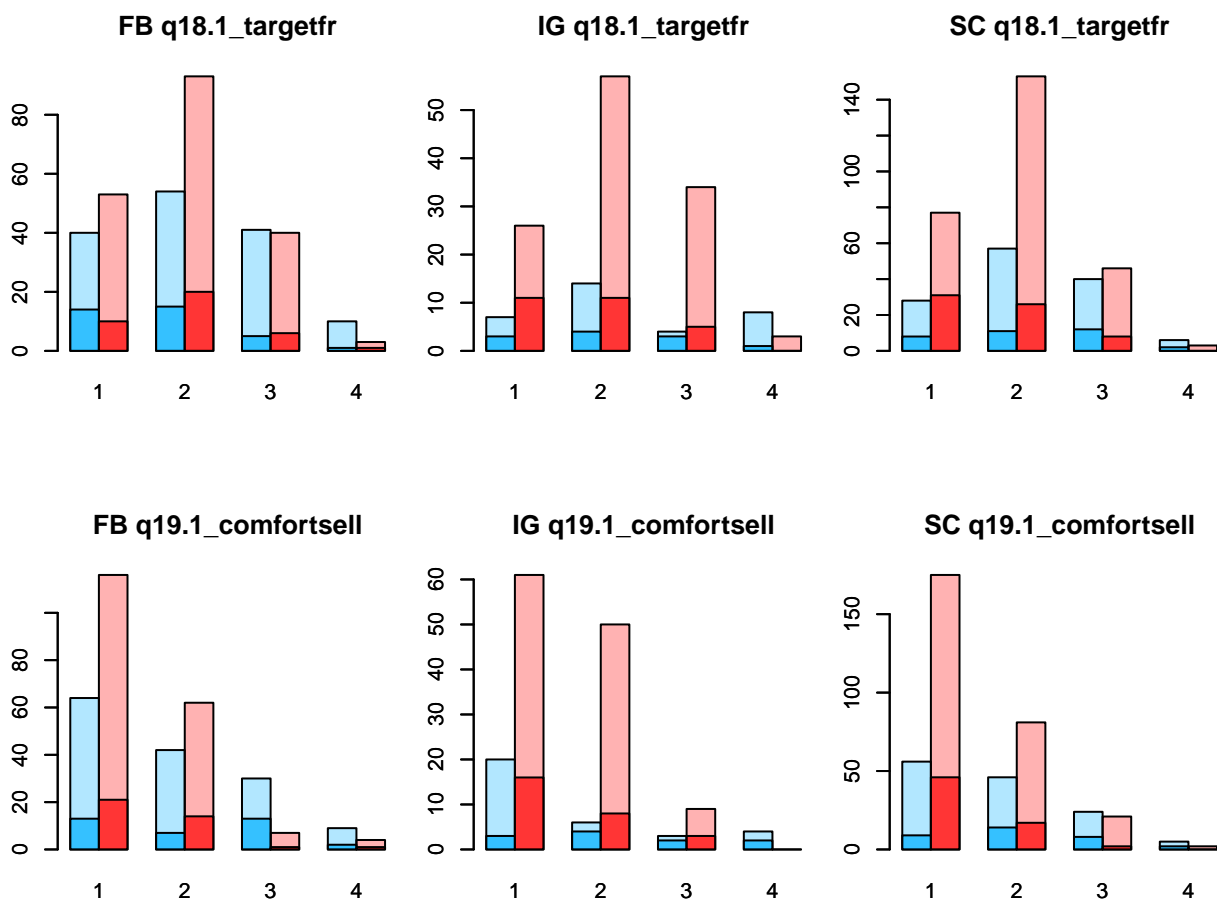 FB q18.1_targetfr
0 20 40 60 80
1 2 3 4
IG q18.1_targetfr
0 10 20 30 40 50
1 2 3 4
SC q18.1_targetfr
0 20 60 100 140
1 2 3 4
FB q19.1_comfortsell
0 20 40 60 80
1 2 3 4
IG q19.1_comfortsell
0 10 20 30 40 50 60
1 2 3 4
SC q19.1_comfortsell
0 50 100 150
1 2 3 4